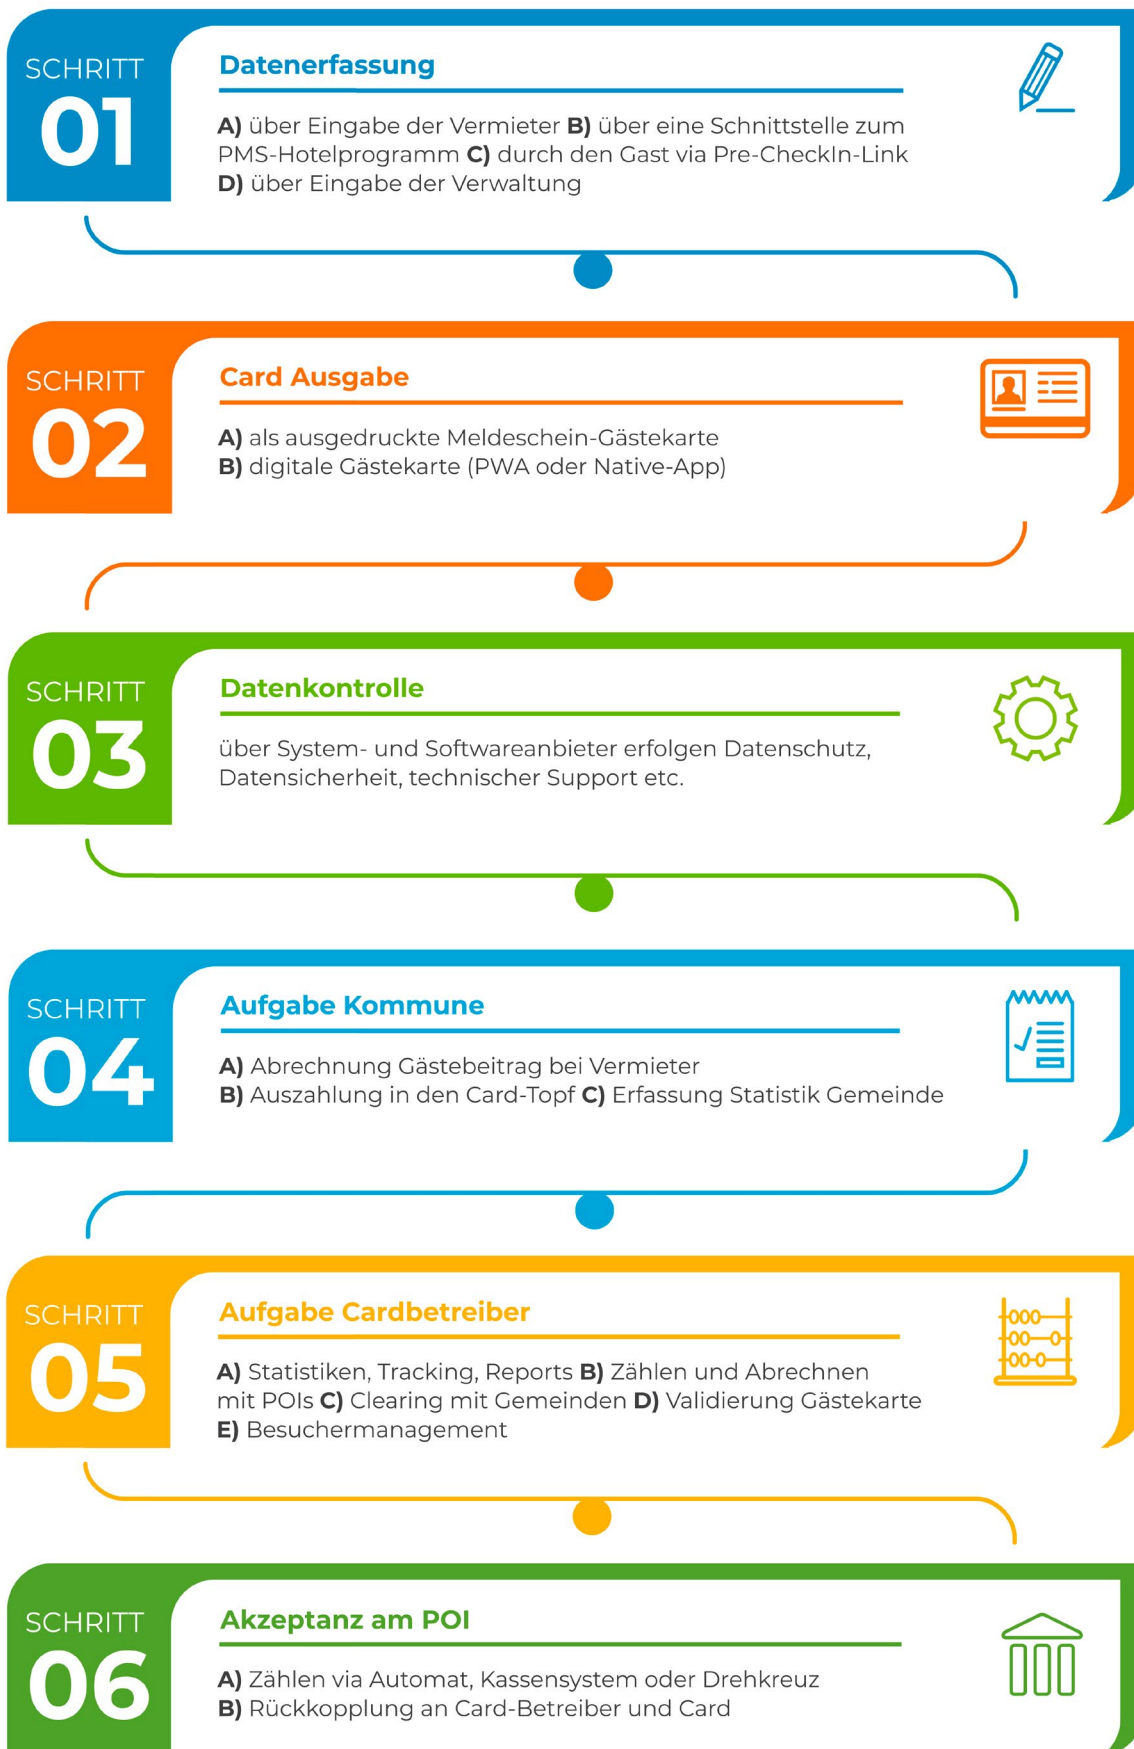 SCHRITT
01
Datenerfassung
A) über Eingabe der Vermieter B) über eine Schnittstelle zum
PMS-Hotelprogramm C) durch den Gast via Pre-CheckIn-Link
D) über Eingabe der Verwaltung
SCHRITT
02
Card Ausgabe
A) als ausgedruckte Meldeschein-Gästekarte
B) digitale Gästekarte (PWA oder Native-App)
SCHRITT
03
Datenkontrolle
über System- und Softwareanbieter erfolgen Datenschutz,
Datensicherheit, technischer Support etc.
SCHRITT
04
Aufgabe Kommune
A) Abrechnung Gästebeitrag bei Vermieter
B) Auszahlung in den Card-Topf C) Erfassung Statistik Gemeinde
SCHRITT
05
Aufgabe Cardbetreiber
A) Statistiken, Tracking, Reports B) Zählen und Abrechnen
mit POIs C) Clearing mit Gemeinden D) Validierung Gästekarte
E) Besuchermanagement
SCHRITT
06
Akzeptanz am POI
A) Zählen via Automat, Kassensystem oder Drehkreuz
B) Rückkopplung an Card-Betreiber und Card